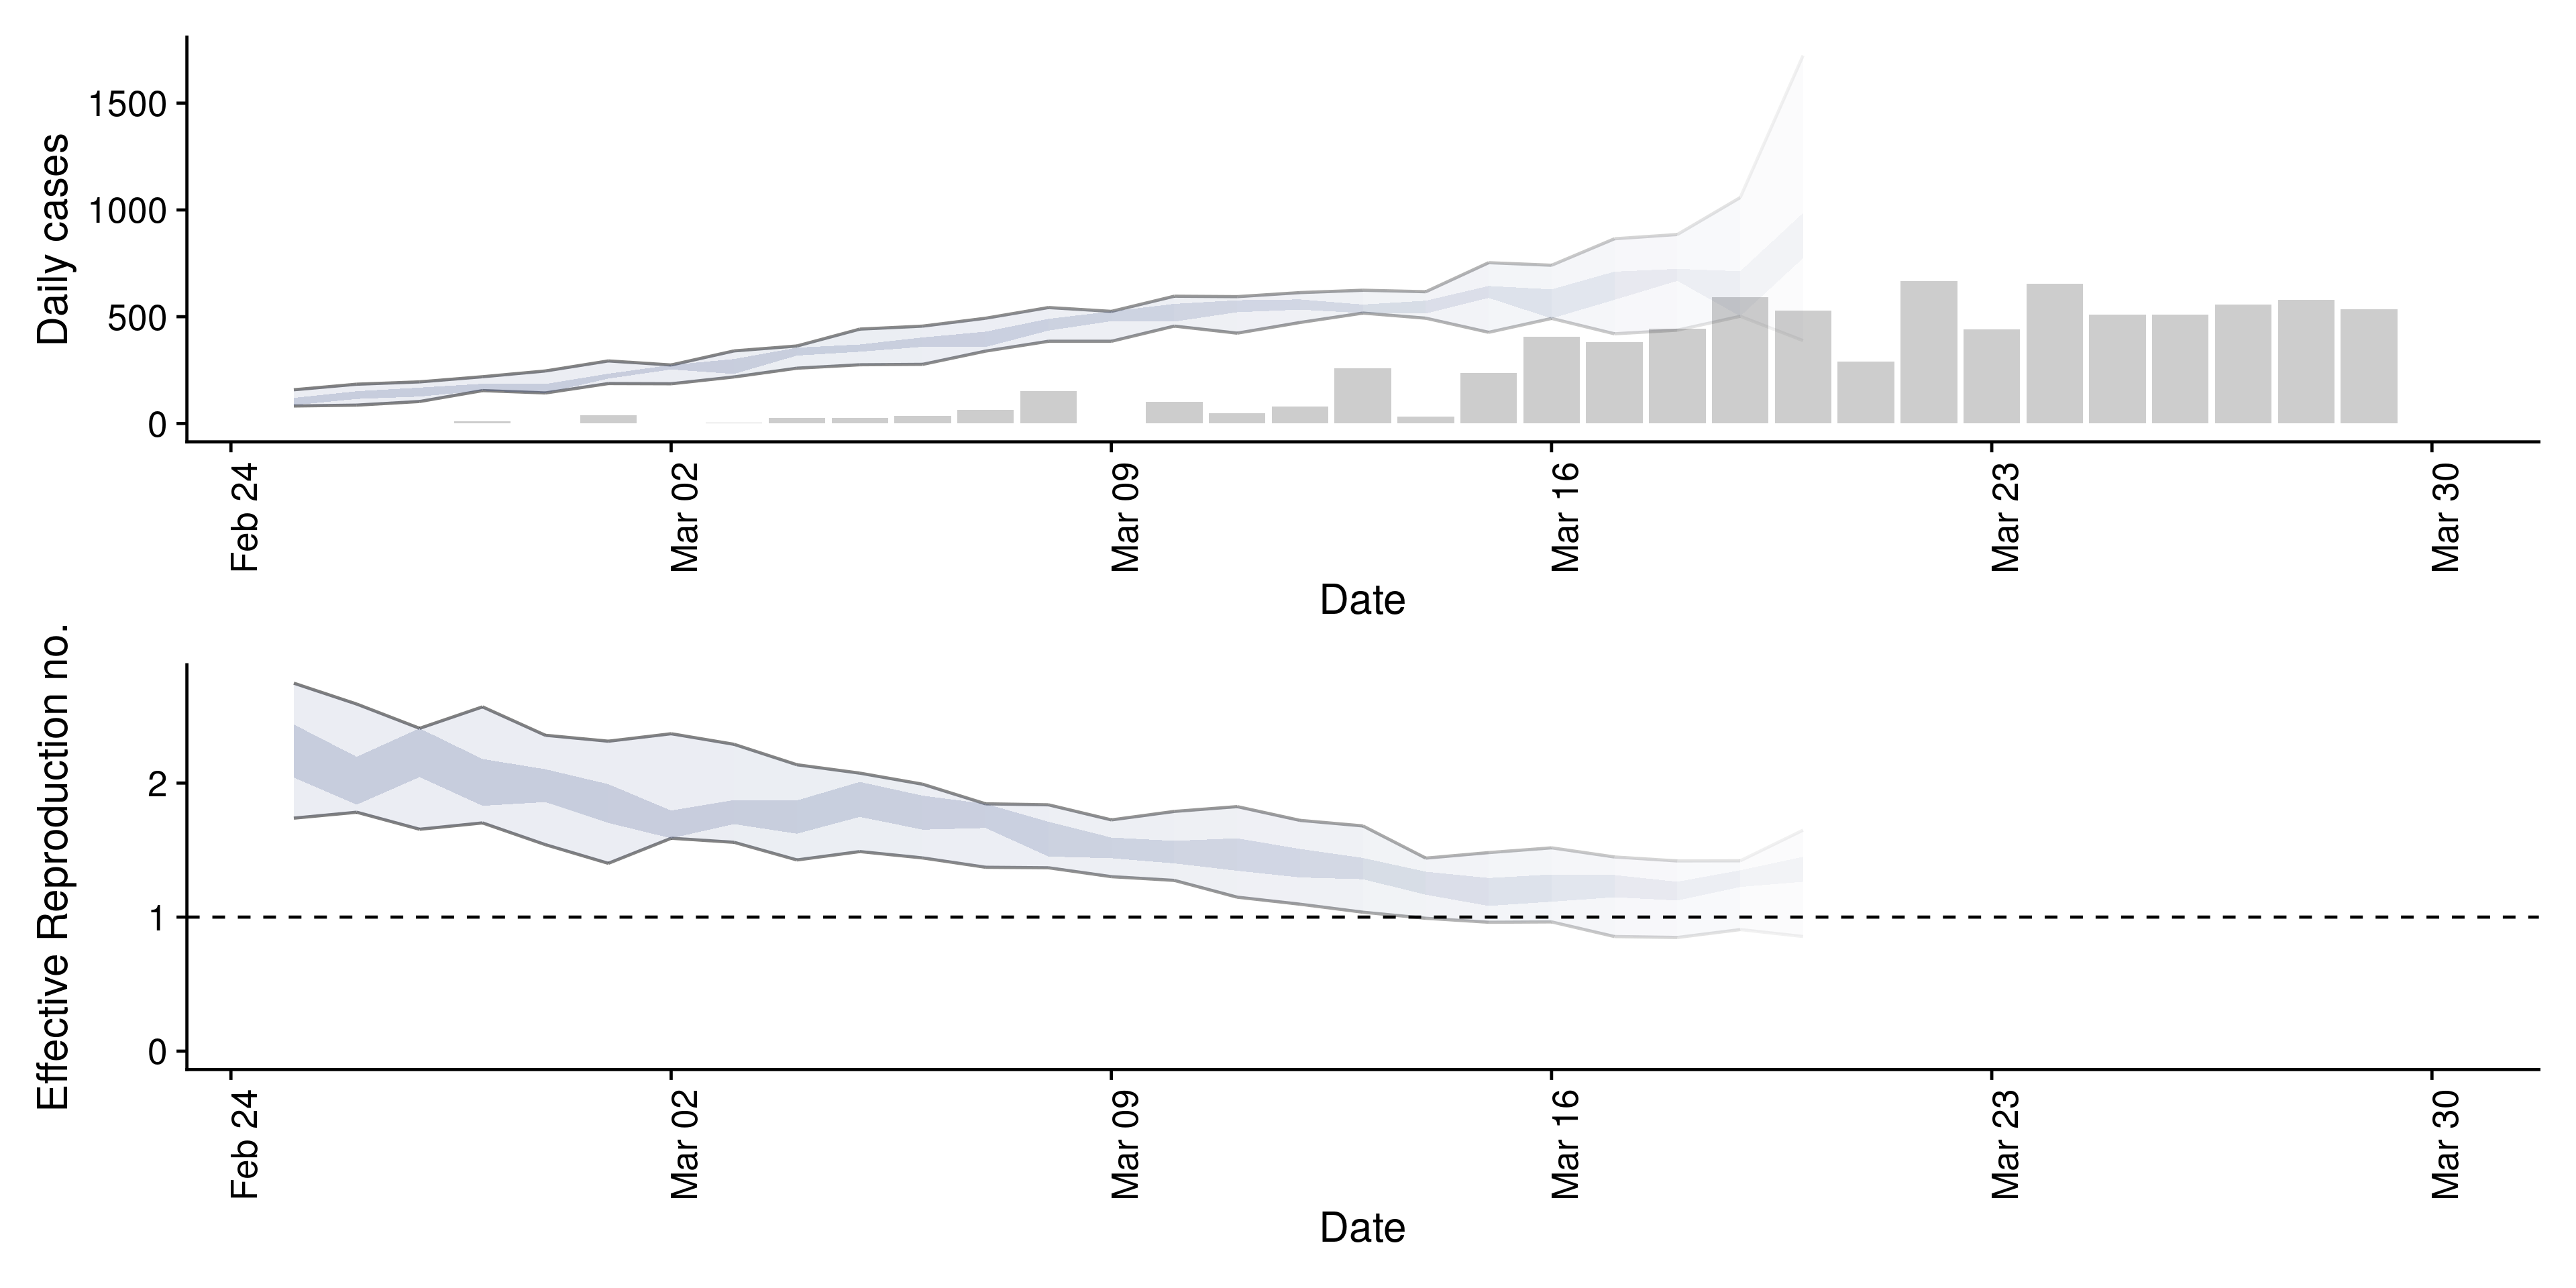 Daily cases
1500
1000
500
0
Feb 24
Mar 02
Mar 09
Mar 16
Mar 23
Mar 30
Date
Effective Reproduction no.
2
1
0
Feb 24
Mar 02
Mar 09
Mar 16
Mar 23
Mar 30
Date